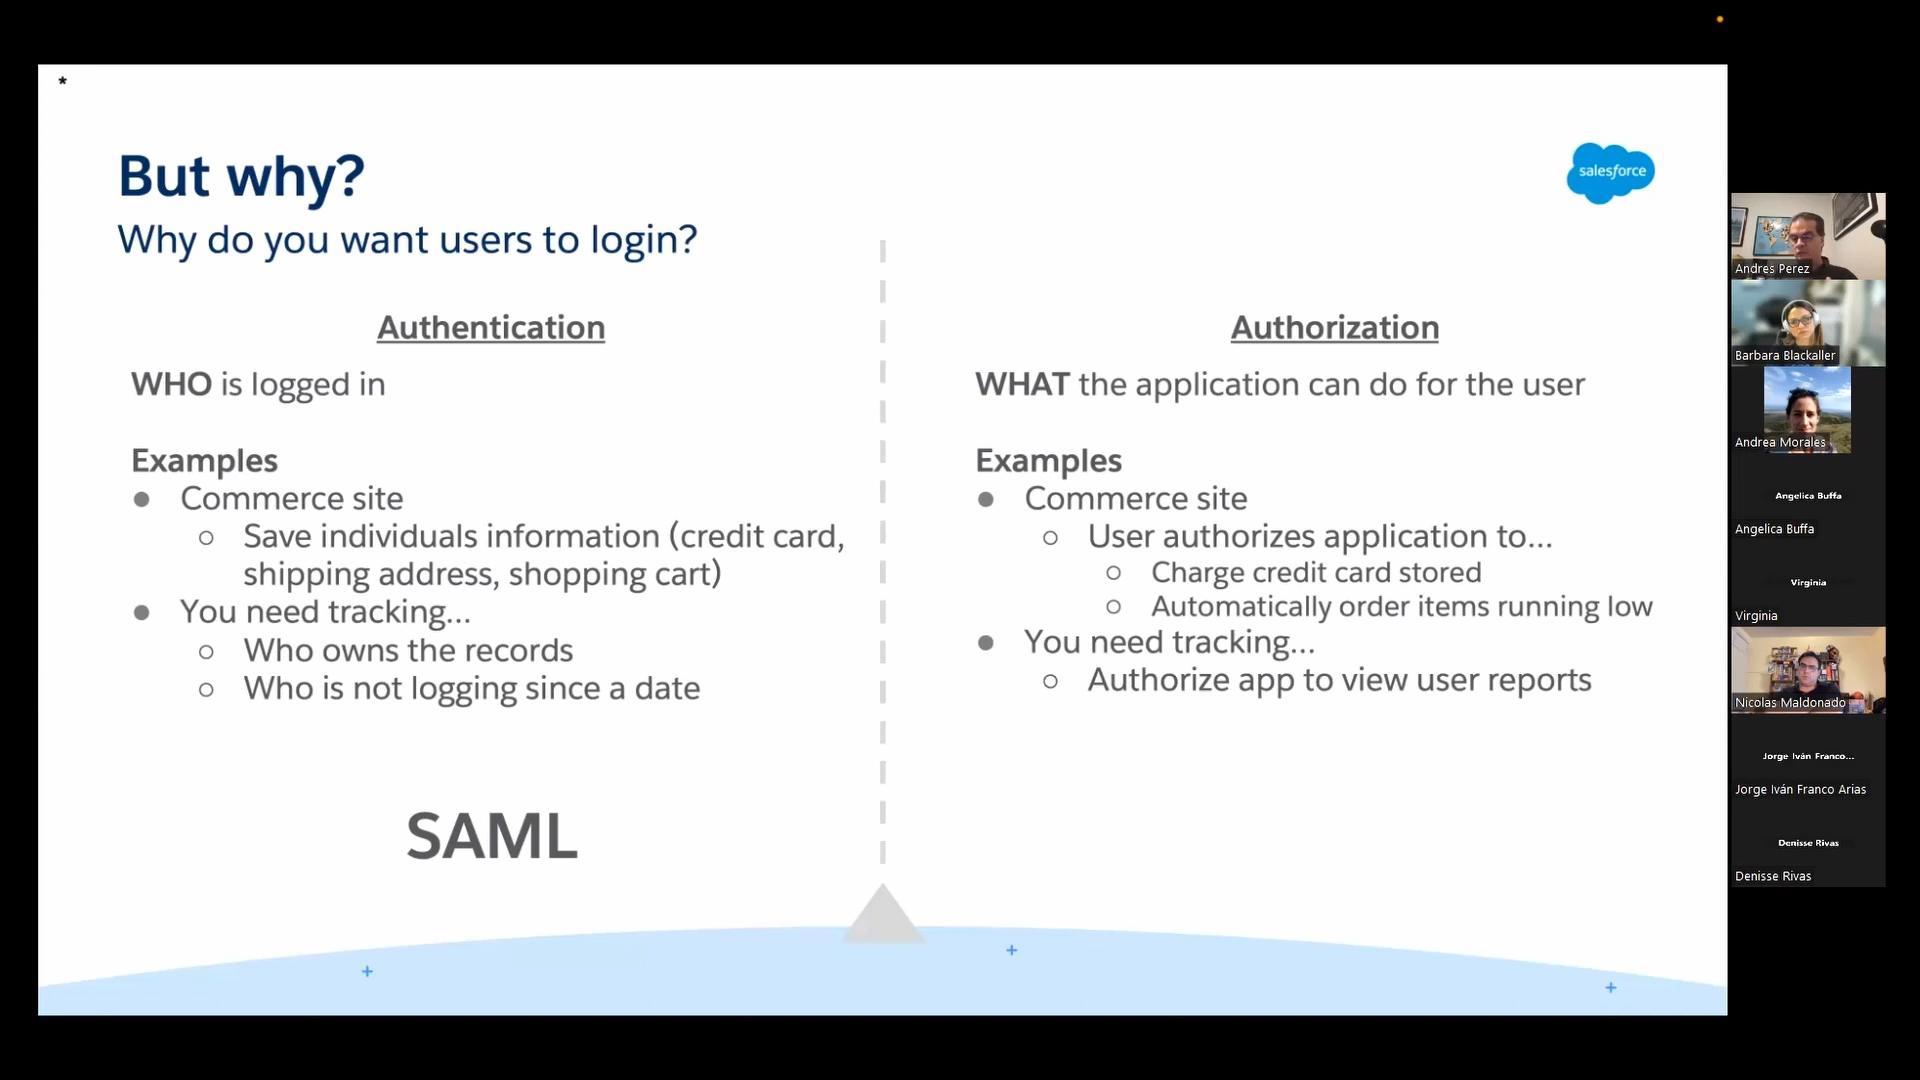 *
But why?
salesforce
Why do you want users to login?
Authentication
WHO is logged in
Examples
● Commerce site
○ Save individuals information (credit card,
shipping address, shopping cart)
● You need tracking...
○ Who owns the records
○ Who is not logging since a date
SAML
Authorization
WHAT the application can do for the user
Examples
● Commerce site
○ User authorizes application to...
○ Charge credit card stored
○ Automatically order items running low
● You need tracking...
○ Authorize app to view user reports
Andres Perez
Barbara Blackaller
Andrea Morales
Angelica Buffa
Angelica Buffa
Virginia
Virginia
Nicolas Maldonado
Jorge Iván Franco...
Jorge Iván Franco Arias
Denisse Rivas
Denisse Rivas